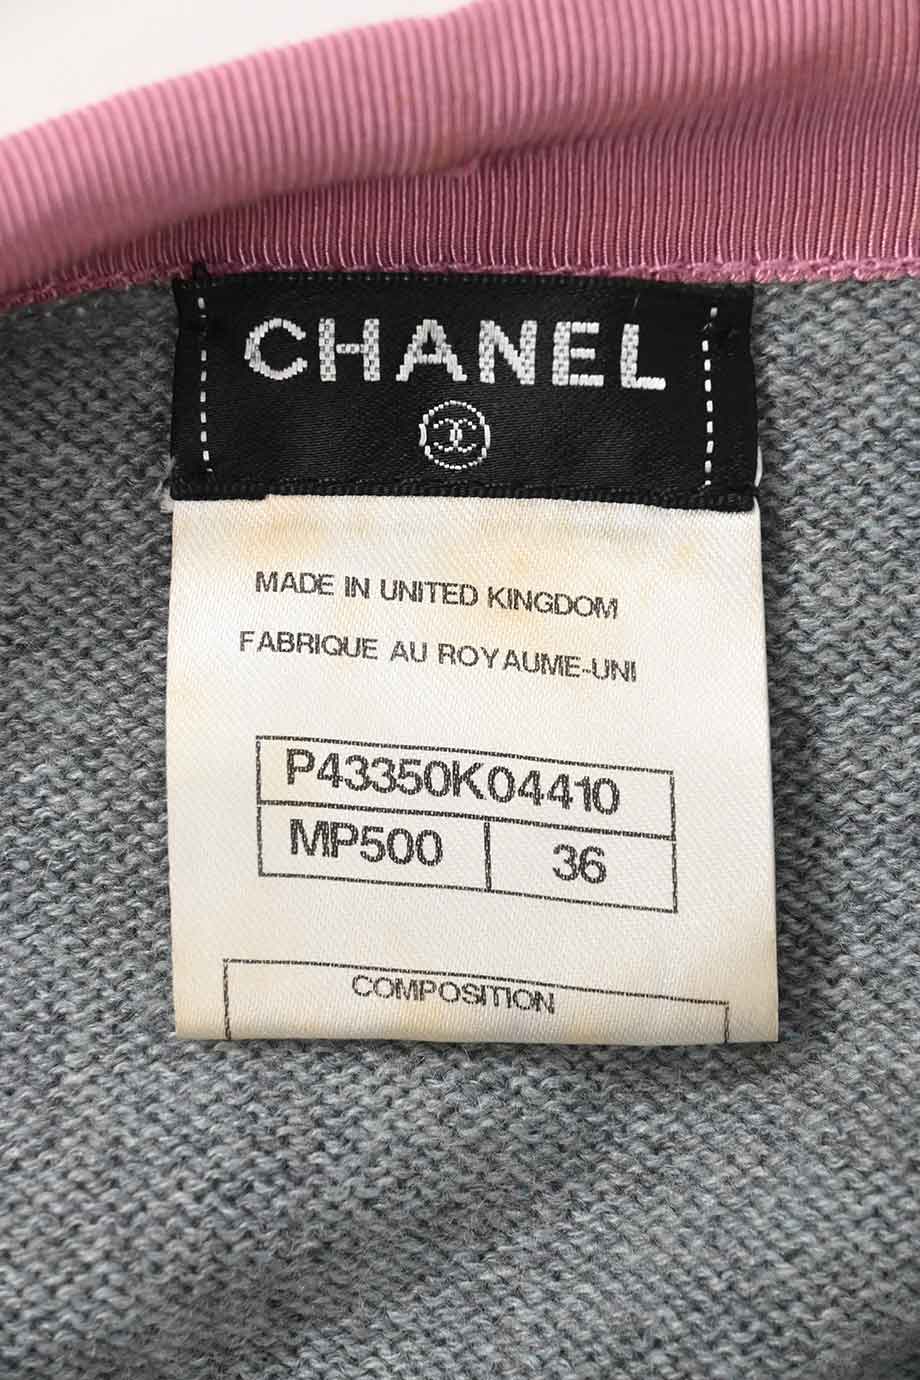 CHANEL
MADE IN UNITED KINGDOM
FABRIQUE AU ROYAUME-UNI
P43350K04410
MP500 36
COMPOSITION